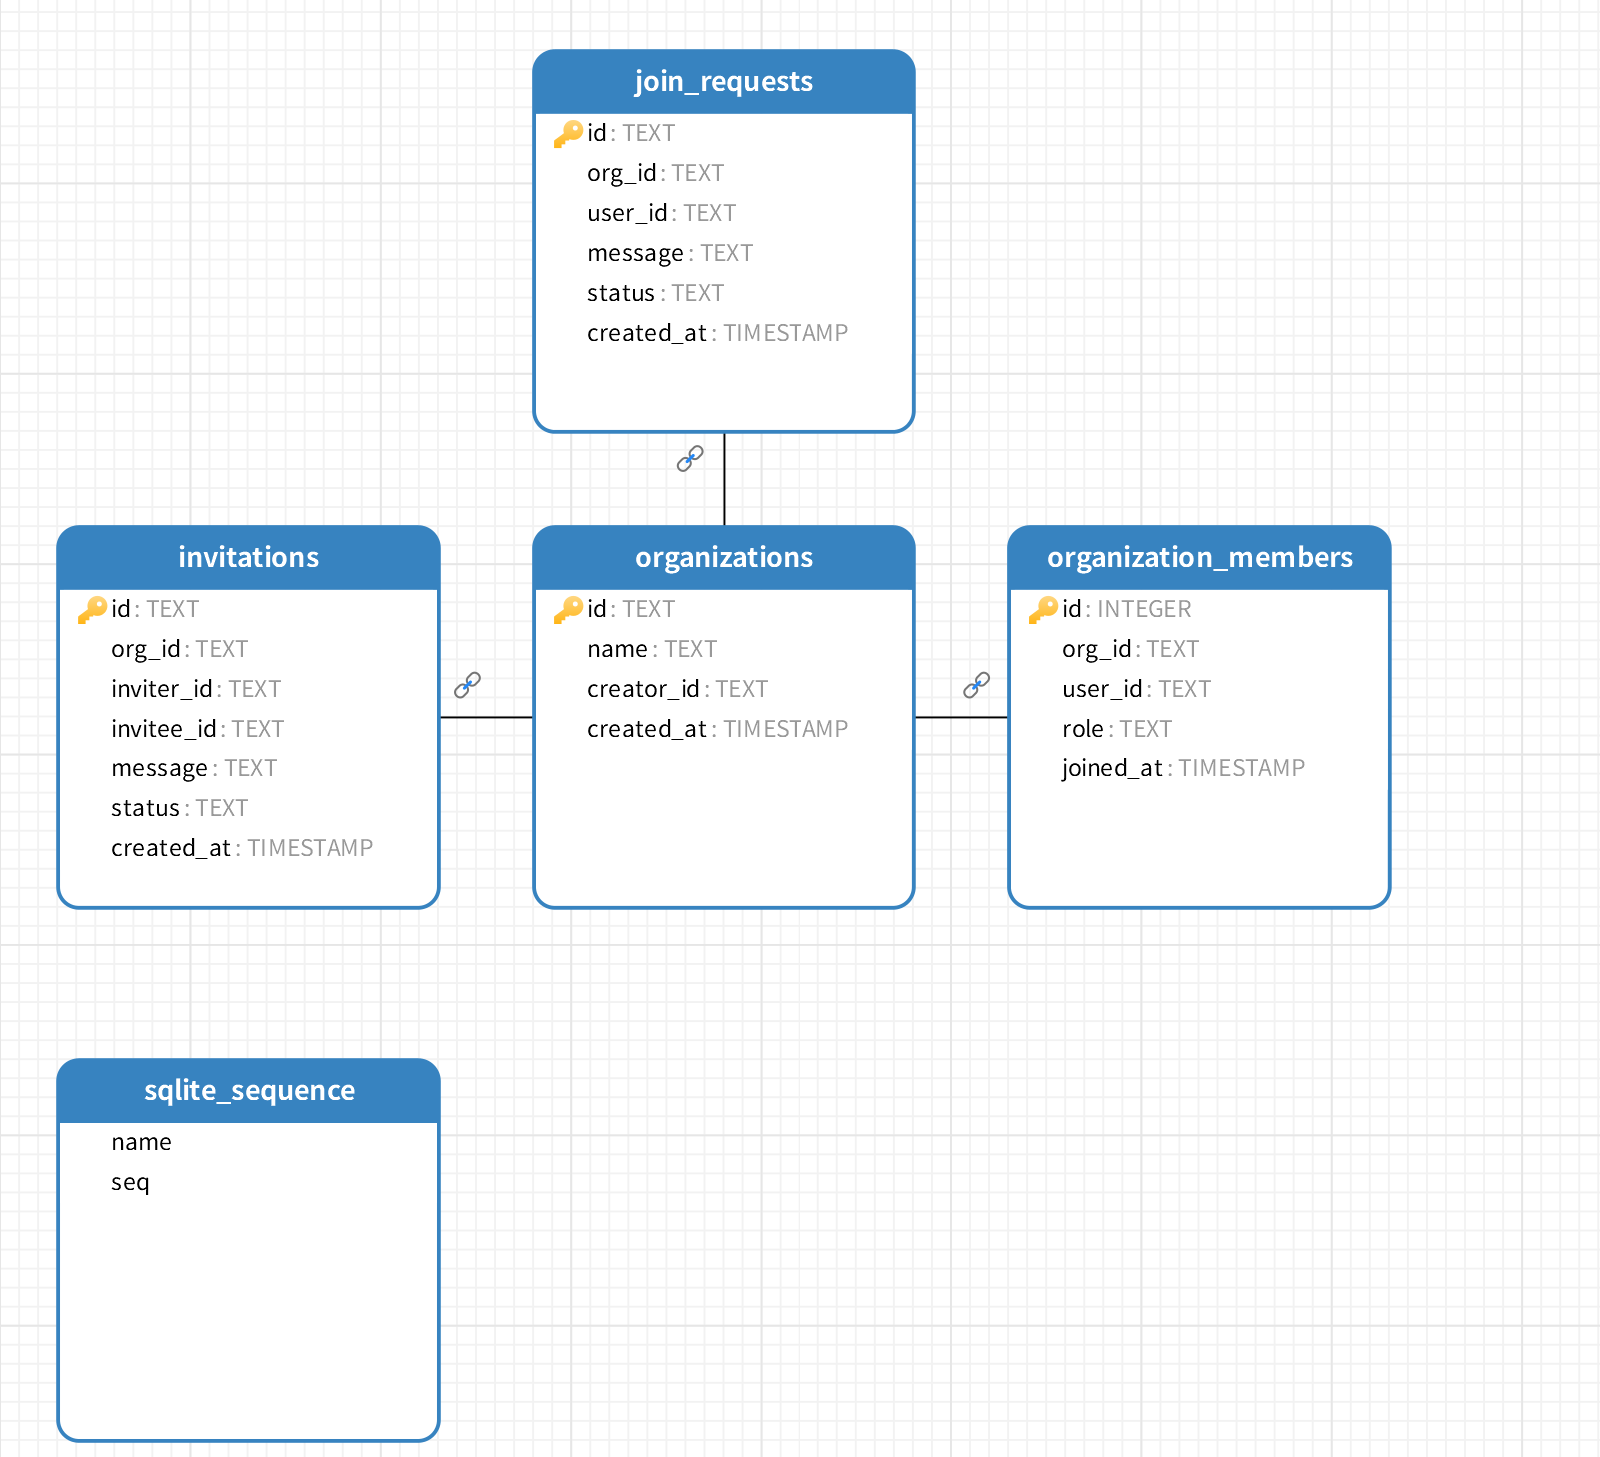 join_requests
id : TEXT
org_id : TEXT
user_id : TEXT
message : TEXT
status : TEXT
created_at : TIMESTAMP
invitations
id : TEXT
org_id : TEXT
inviter_id : TEXT
invitee_id : TEXT
message : TEXT
status : TEXT
created_at : TIMESTAMP
organizations
id : TEXT
name : TEXT
creator_id : TEXT
created_at : TIMESTAMP
organization_members
id : INTEGER
org_id : TEXT
user_id : TEXT
role : TEXT
joined_at : TIMESTAMP
sqlite_sequence
name
seq